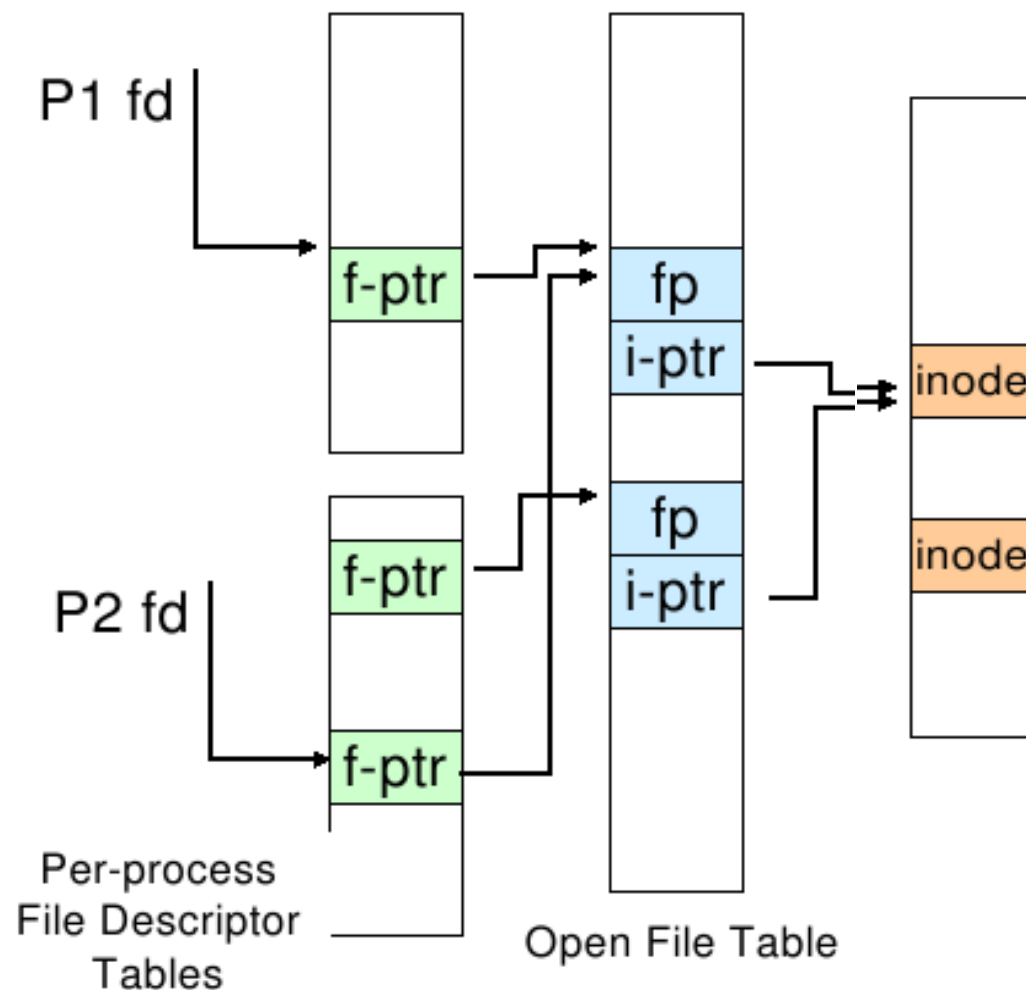 P1 fd
f-ptr
fp
i-ptr
inode
fp
f-ptr
i-ptr
inode
P2 fd
f-ptr
Per-process
File Descriptor
Tables
Open File Table